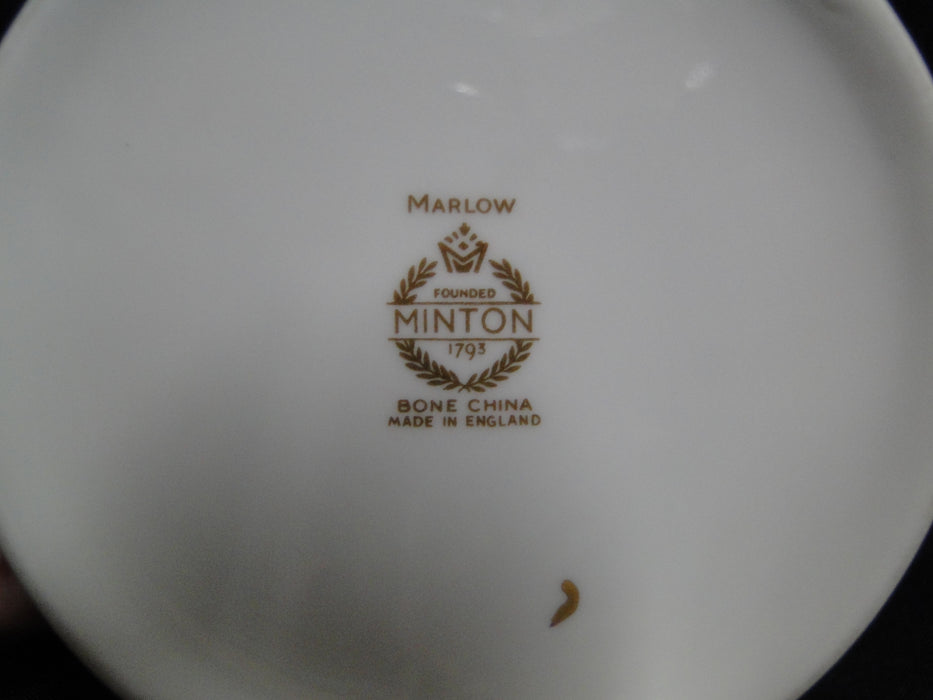 MARLOW
M
FOUNDED
MINTON
1793
BONE CHINA
MADE IN ENGLAND